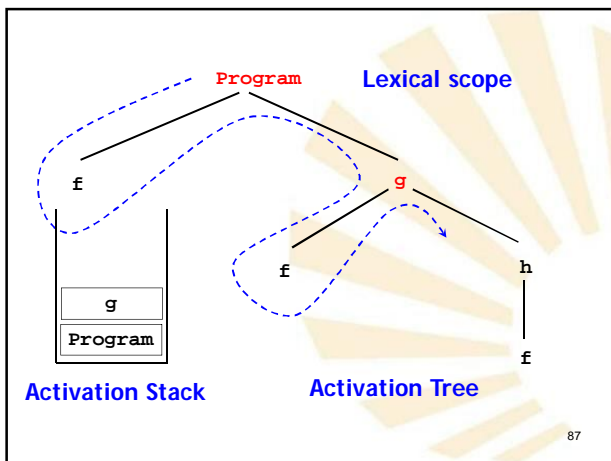 Program
Lexical scope
f
g
f
h
g
Program
f
Activation Stack
Activation Tree
87